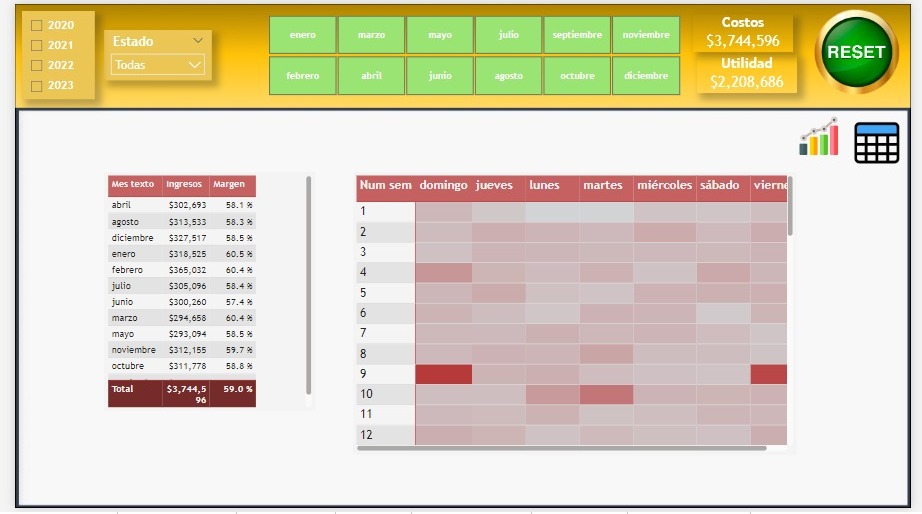 2020
2021
2022
2023
Estado
Todas
enero marzo mayo julio septiembre noviembre
febrero abril junio agosto octubre diciembre
Costos
$3,744,596
Utilidad
$2,208,686
RESET
Mes texto Ingresos Margen
abril $302,693 58.1 %
agosto $313,533 58.3 %
diciembre $327,517 58.5 %
enero $318,525 60.5 %
febrero $365,032 60.4 %
julio $305,096 58.4 %
junio $300,260 57.4 %
marzo $294,658 60.4 %
mayo $293,094 58.5 %
noviembre $312,155 59.7 %
octubre $311,778 58.8 %
Total $3,744,5 59.0 %
96
Num sem domingo jueves lunes martes miércoles sábado vierne
1
2
3
4
5
6
7
8
9
10
11
12